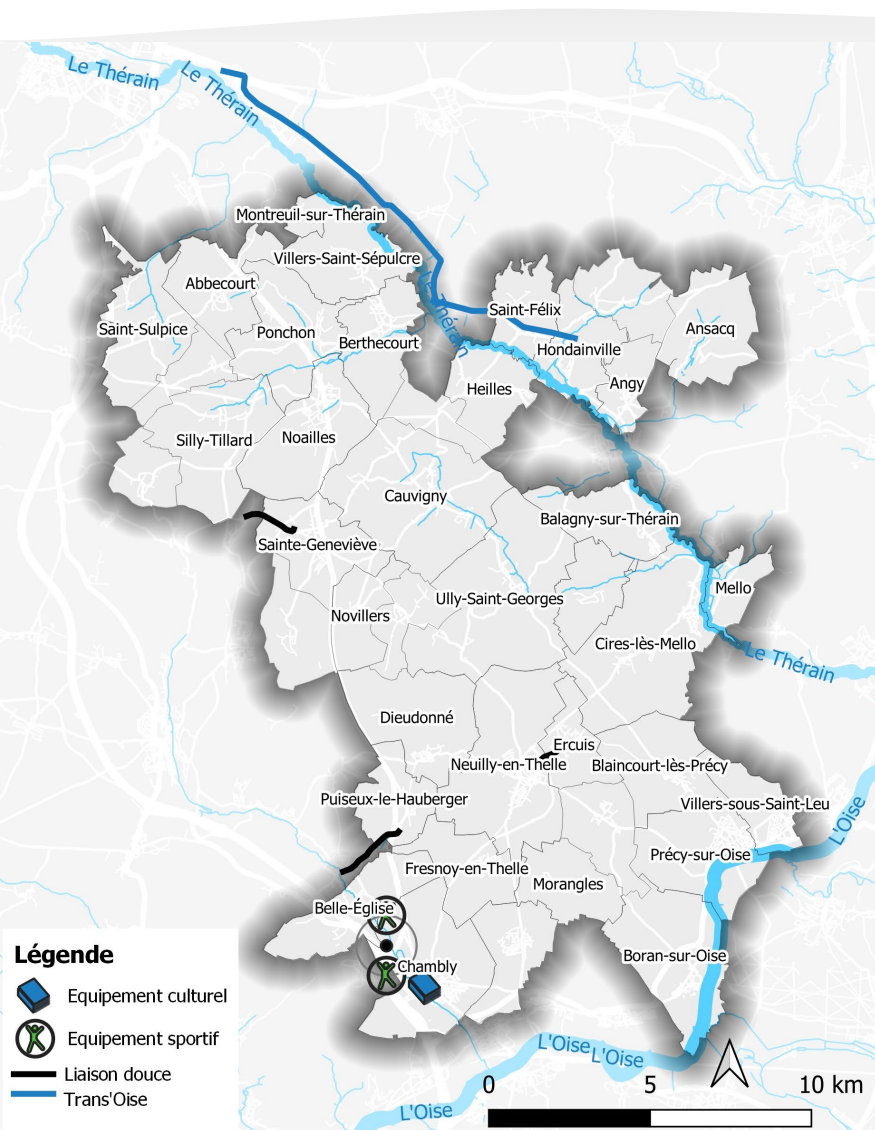 Le Thérain
Le Thérain
Montreuil-sur-Thérain
Villers-Saint-Sépulcre
Abbecourt
Saint-Félix
Saint-Sulpice
Ponchon
Ansacq
Berthecourt
Hondainville
Heilles
Angy
Silly-Tillard
Noailles
Cauvigny
Balagny-sur-Thérain
Sainte-Geneviève
Mello
Ully-Saint-Georges
Novillers
Cires-lès-Mello
Le Thérain
Dieudonné
Ercuis
Neuilly-en-Thelle
Blaincourt-lès-Précy
Puiseux-le-Hauberger
Villers-sous-Saint-Leu
L'Oise
Précy-sur-Oise
Fresnoy-en-Thelle
Morangles
Belle-Église
Boran-sur-Oise
Chambly
L'Oise
L'Oise
L'Oise
Légende
Equipement culturel
Equipement sportif
Liaison douce
Trans'Oise
0 5 10 km